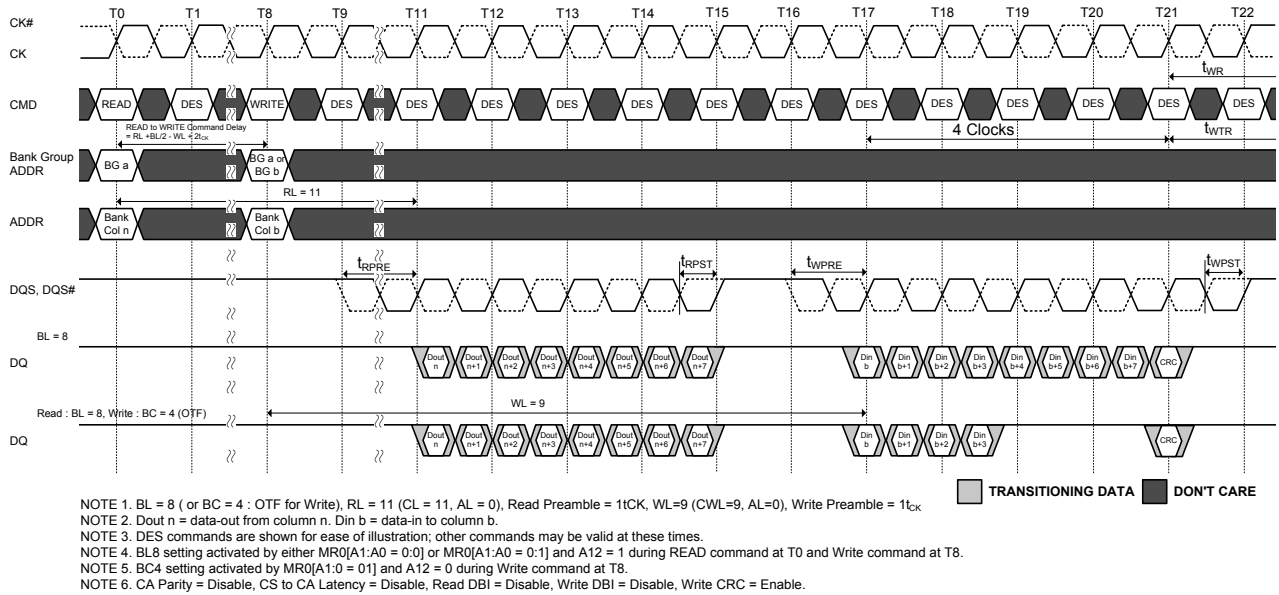 T0 T1 T8 T9 T10 T11 T12 T13 T14 T15 T16 T17 T18 T19 T20 T21 T22
CK#
CK
tWR
CMD READ DES WRITE DES DES DES DES DES DES DES DES DES DES DES DES
READ to WRITE Command Delay
= RL +BL/2 - WL + 2tCK
4 Clocks
tWTR
Bank Group
ADDR
BG a
BG a or
BG b
RL = 11
ADDR
Bank
Col n
Bank
Col b
tRPRE tRPST tWPRE tWPST
DQS, DQS#
BL = 8
DQ
Dout
n
Dout
n+1
Dout
n+2
Dout
n+3
Dout
n+4
Dout
n+5
Dout
n+6
Dout
n+7
Din
b
Din
b+1
Din
b+2
Din
b+3
Din
b+4
Din
b+5
Din
b+6
Din
b+7
CRC
Read : BL = 8, Write : BC = 4 (OTF)
WL = 9
DQ
Dout
n
Dout
n+1
Dout
n+2
Dout
n+3
Dout
n+4
Dout
n+5
Dout
n+6
Dout
n+7
Din
b
Din
b+1
Din
b+2
Din
b+3
CRC
TRANSITIONING DATA DON'T CARE
NOTE 1. BL = 8 ( or BC = 4 : OTF for Write), RL = 11 (CL = 11, AL = 0), Read Preamble = 1tCK, WL=9 (CWL=9, AL=0), Write Preamble = 1tCK
NOTE 2. Dout n = data-out from column n. Din b = data-in to column b.
NOTE 3. DES commands are shown for ease of illustration; other commands may be valid at these times.
NOTE 4. BL8 setting activated by either MR0[A1:A0 = 0:0] or MR0[A1:A0 = 0:1] and A12 = 1 during READ command at T0 and Write command at T8.
NOTE 5. BC4 setting activated by MR0[A1:0 = 01] and A12 = 0 during Write command at T8.
NOTE 6. CA Parity = Disable, CS to CA Latency = Disable, Read DBI = Disable, Write DBI = Disable, Write CRC = Enable.